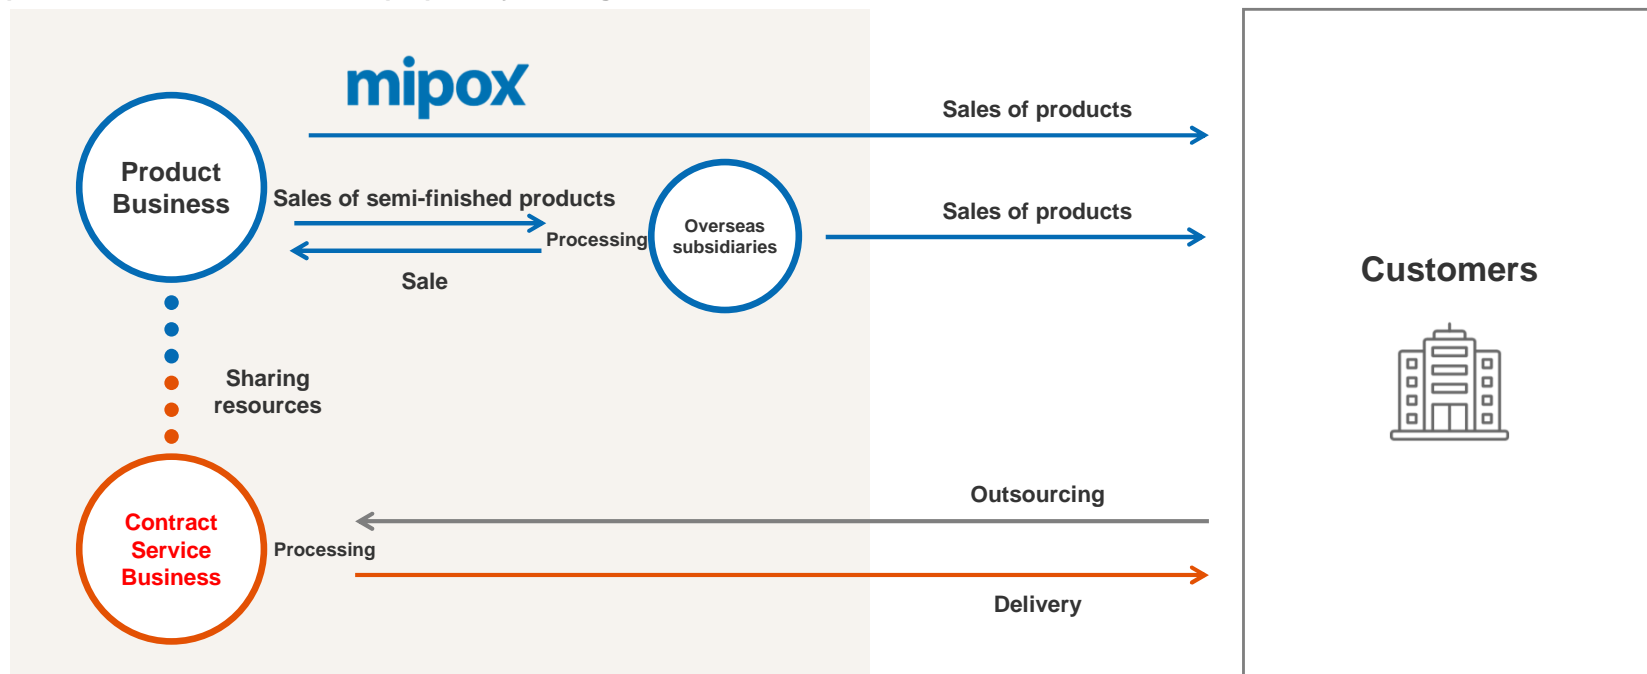 mipox
Sales of products
Product
Business
Sales of semi-finished products
Processing
Sale
Overseas
subsidiaries
Sales of products
Customers
Sharing
resources
Outsourcing
Contract
Service
Business
Processing
Delivery